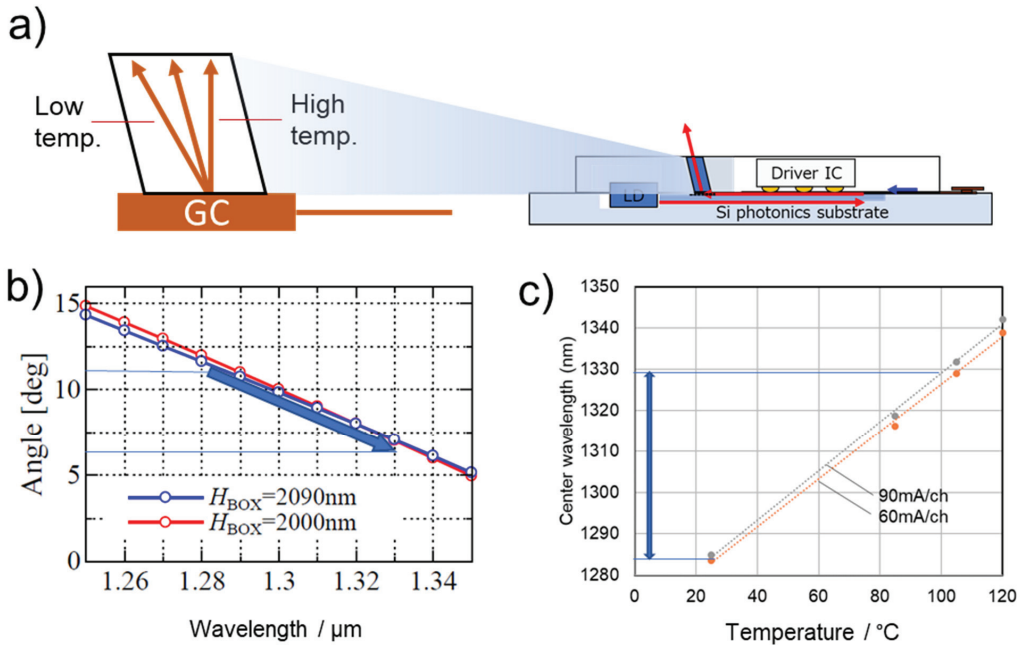 a)
Low
temp.
High
temp.
GC
LD
Driver IC
Si photonics substrate
b)
Angle [deg]
15
10
5
0
H_BOX=2090nm
H_BOX=2000nm
1.26
1.28
1.3
1.32
1.34
Wavelength / μm
c)
Center wavelength (nm)
1350
1340
1330
1320
1310
1300
1290
1280
90mA/ch
60mA/ch
0
20
40
60
80
100
120
Temperature / °C